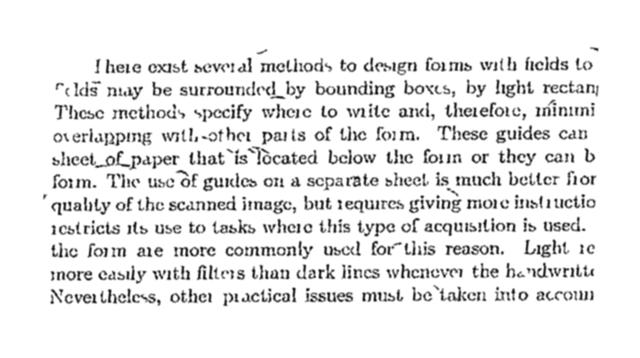 There exist several methods to design forms with fields to
fields may be surrounded by bounding boxes, by light rectan
These methods specify where to write and, therefore, minimi
overlapping with other parts of the form. These guides can
sheet of paper that is located below the form or they can b
form. The use of guides on a separate sheet is much better from
quality of the scanned image, but requires giving more instructio
restricts its use to tasks where this type of acquisition is used.
the form are more commonly used for this reason. Light re
more easily with filters than dark lines whenever the handwritte
Nevertheless, other practical issues must be taken into accoun